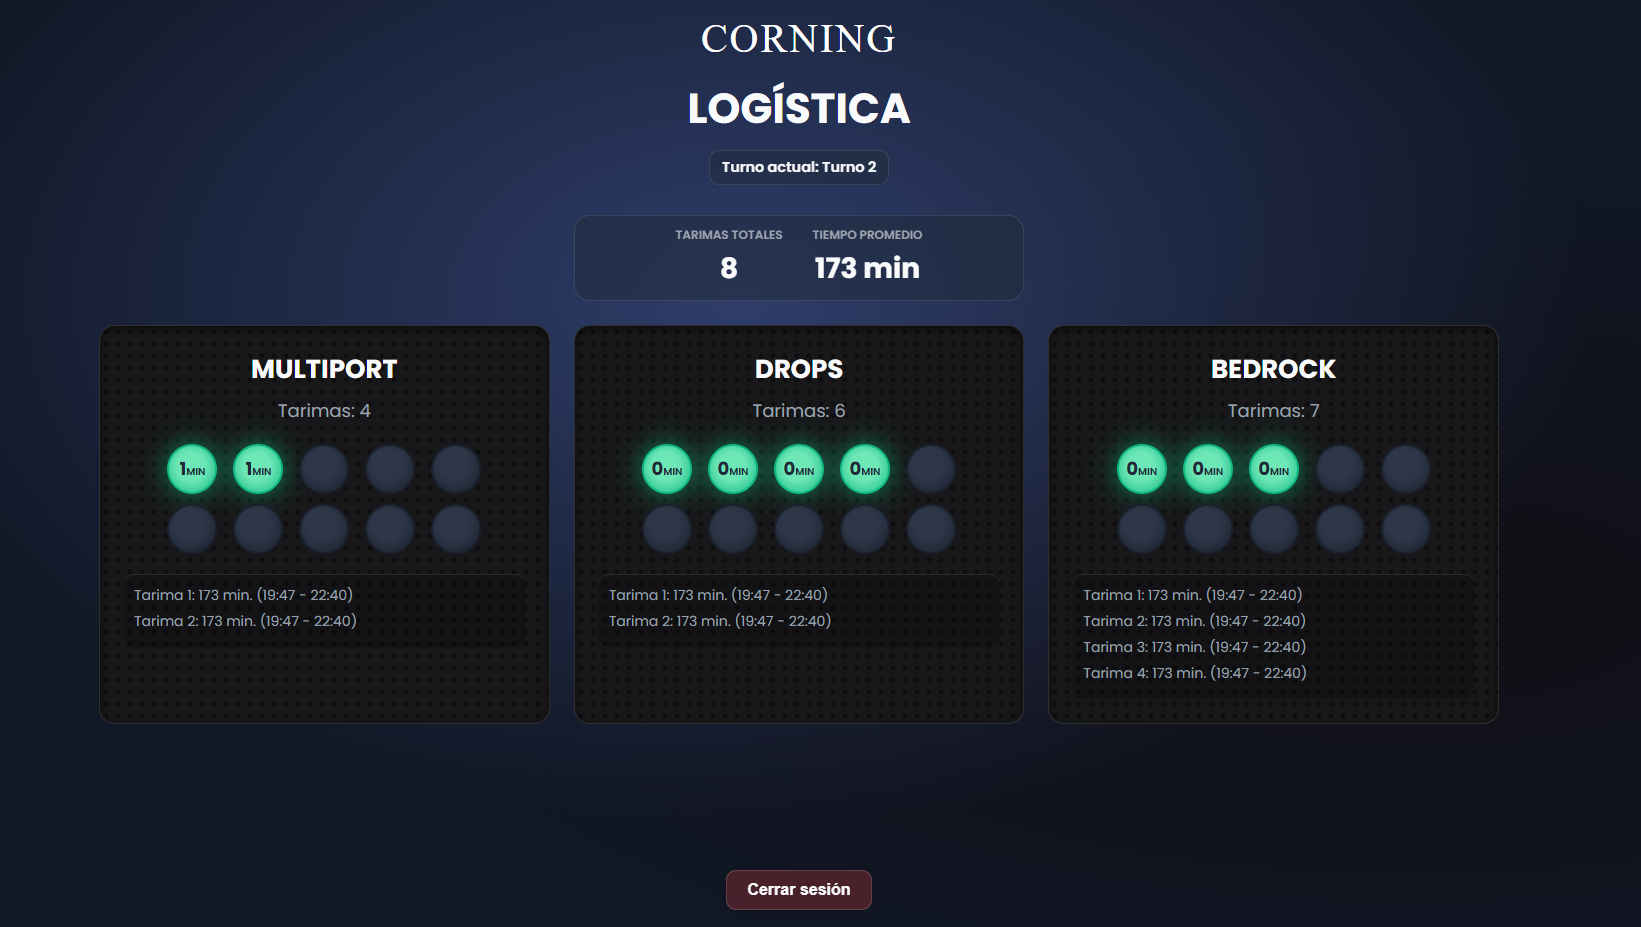 CORNING
LOGÍSTICA
Turno actual: Turno 2
TARIMAS TOTALES
8
TIEMPO PROMEDIO
173 min
MULTIPORT
Tarimas: 4
1MIN 1MIN
Tarima 1: 173 min. (19:47 - 22:40)
Tarima 2: 173 min. (19:47 - 22:40)
DROPS
Tarimas: 6
0MIN 0MIN 0MIN 0MIN
Tarima 1: 173 min. (19:47 - 22:40)
Tarima 2: 173 min. (19:47 - 22:40)
BEDROCK
Tarimas: 7
0MIN 0MIN 0MIN
Tarima 1: 173 min. (19:47 - 22:40)
Tarima 2: 173 min. (19:47 - 22:40)
Tarima 3: 173 min. (19:47 - 22:40)
Tarima 4: 173 min. (19:47 - 22:40)
Cerrar sesión